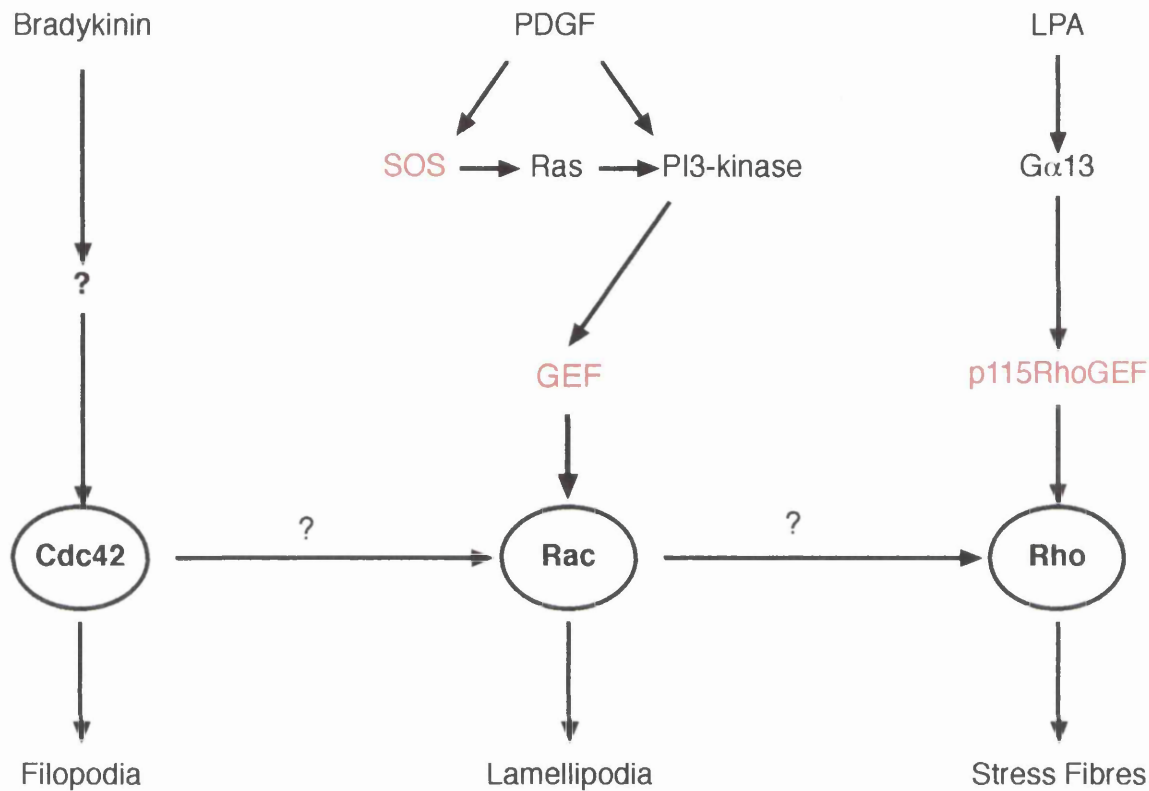 Bradykinin PDGF LPA
SOS Ras PI3-kinase Gα13
?
GEF p115RhoGEF
? ?
Cdc42 Rac Rho
Filopodia Lamellipodia Stress Fibres